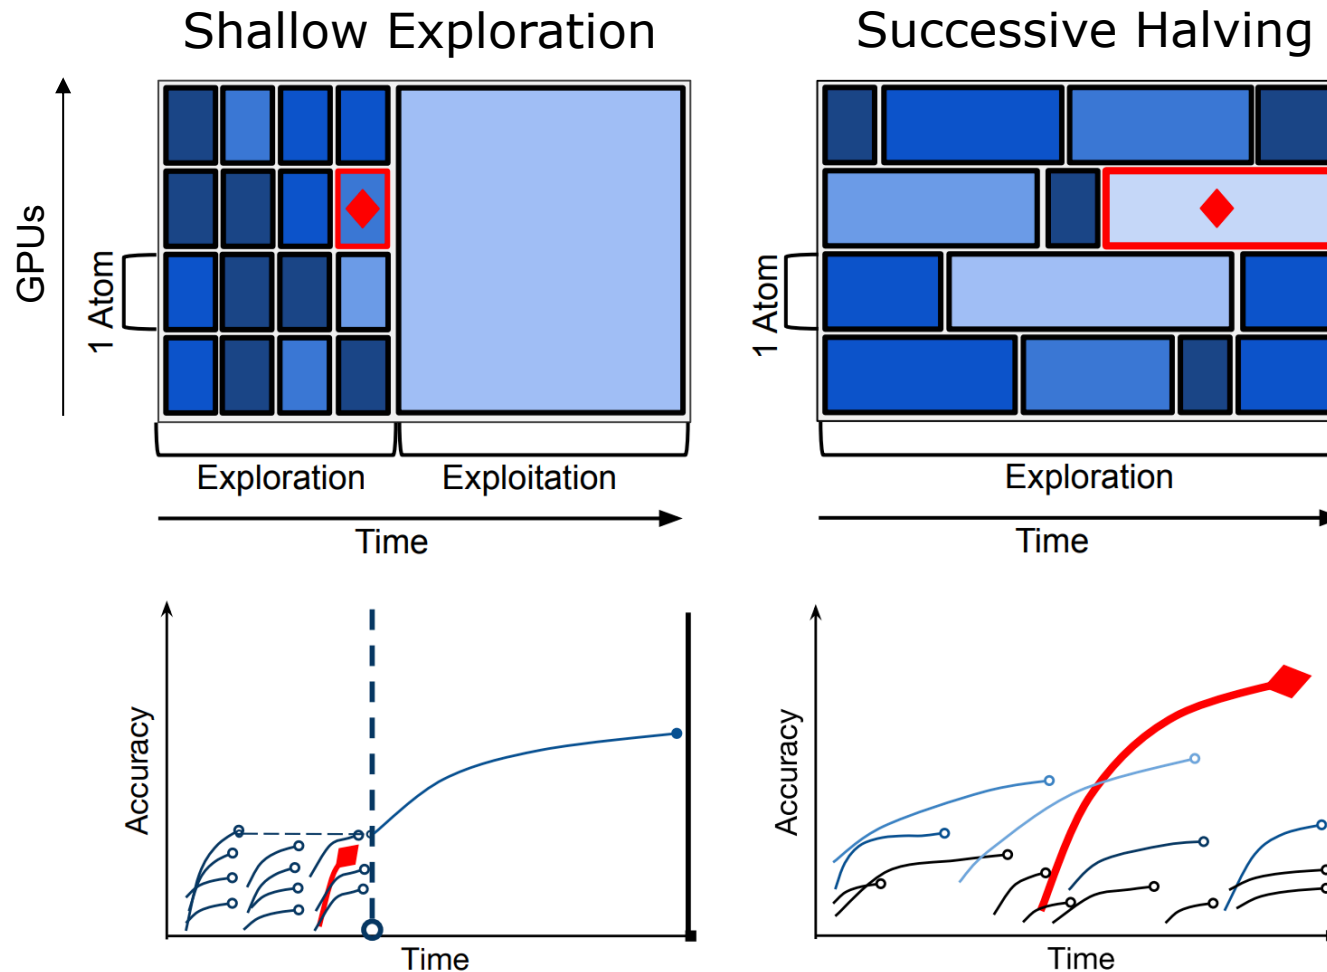 Shallow Exploration
Successive Halving
GPUs
1 Atom
1 Atom
Exploration
Exploitation
Exploration
Time
Time
Accuracy
Accuracy
Time
Time